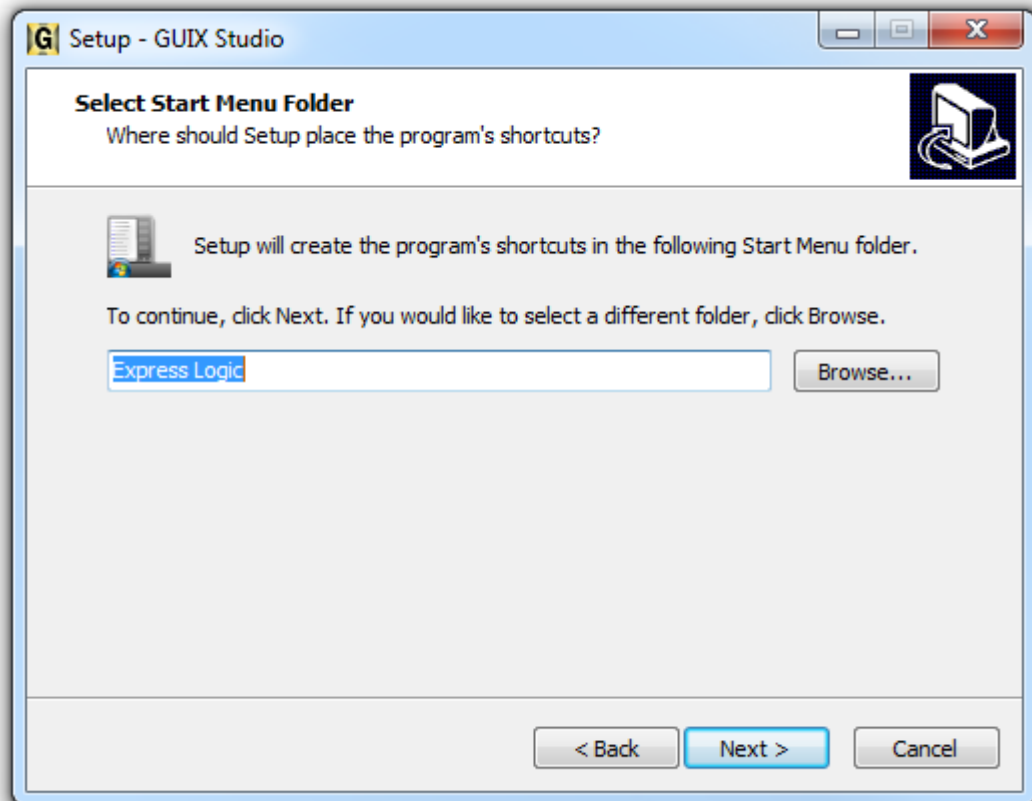 G Setup - GUIX Studio
Select Start Menu Folder
Where should Setup place the program's shortcuts?
Setup will create the program's shortcuts in the following Start Menu folder.
To continue, click Next. If you would like to select a different folder, click Browse.
Express Logic Browse...
< Back Next > Cancel